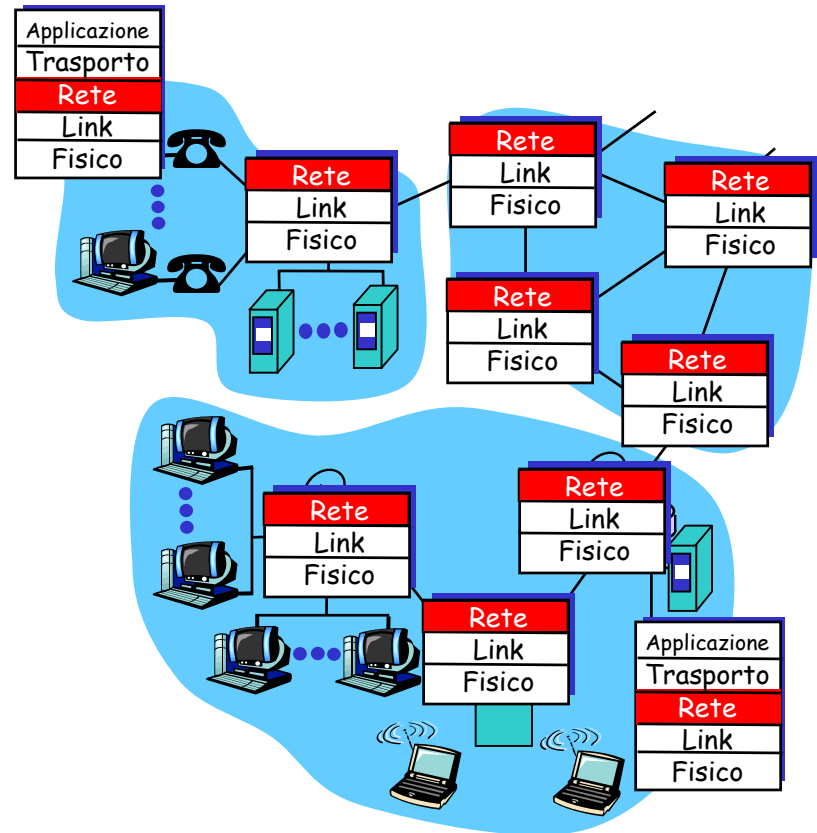 Applicazione
Trasporto
Rete
Link
Fisico
Rete
Link
Fisico
Rete
Link
Fisico
Rete
Link
Fisico
Rete
Link
Fisico
Rete
Link
Fisico
Rete
Link
Fisico
Rete
Link
Fisico
Rete
Link
Fisico
Applicazione
Trasporto
Rete
Link
Fisico